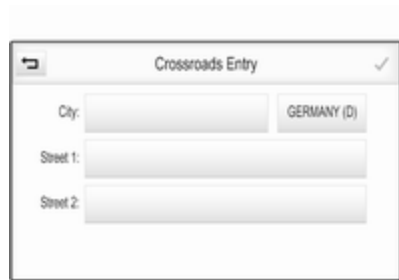 Crossroads Entry
City: GERMANY (D)
Street 1:
Street 2: